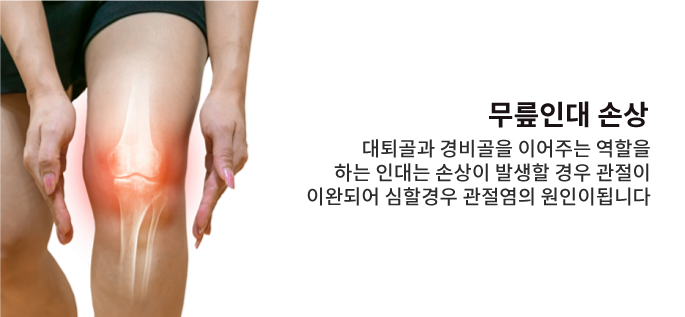 무릎인대 손상
대퇴골과 경비골을 이어주는 역할을
하는 인대는 손상이 발생할 경우 관절이
이완되어 심할경우 관절염의 원인이됩니다